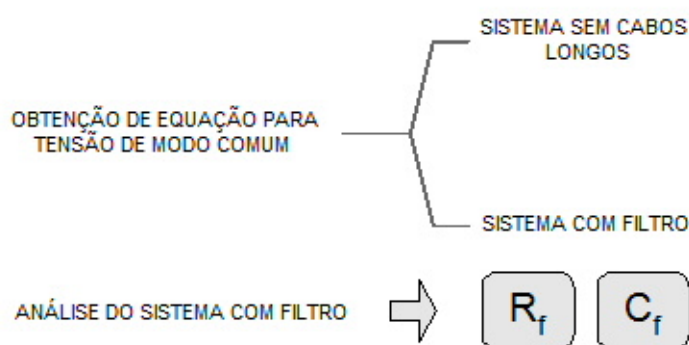 SISTEMA SEM CABOS
LONGOS
OBTENÇÃO DE EQUAÇÃO PARA
TENSÃO DE MODO COMUM
SISTEMA COM FILTRO
ANÁLISE DO SISTEMA COM FILTRO
Rf Cf